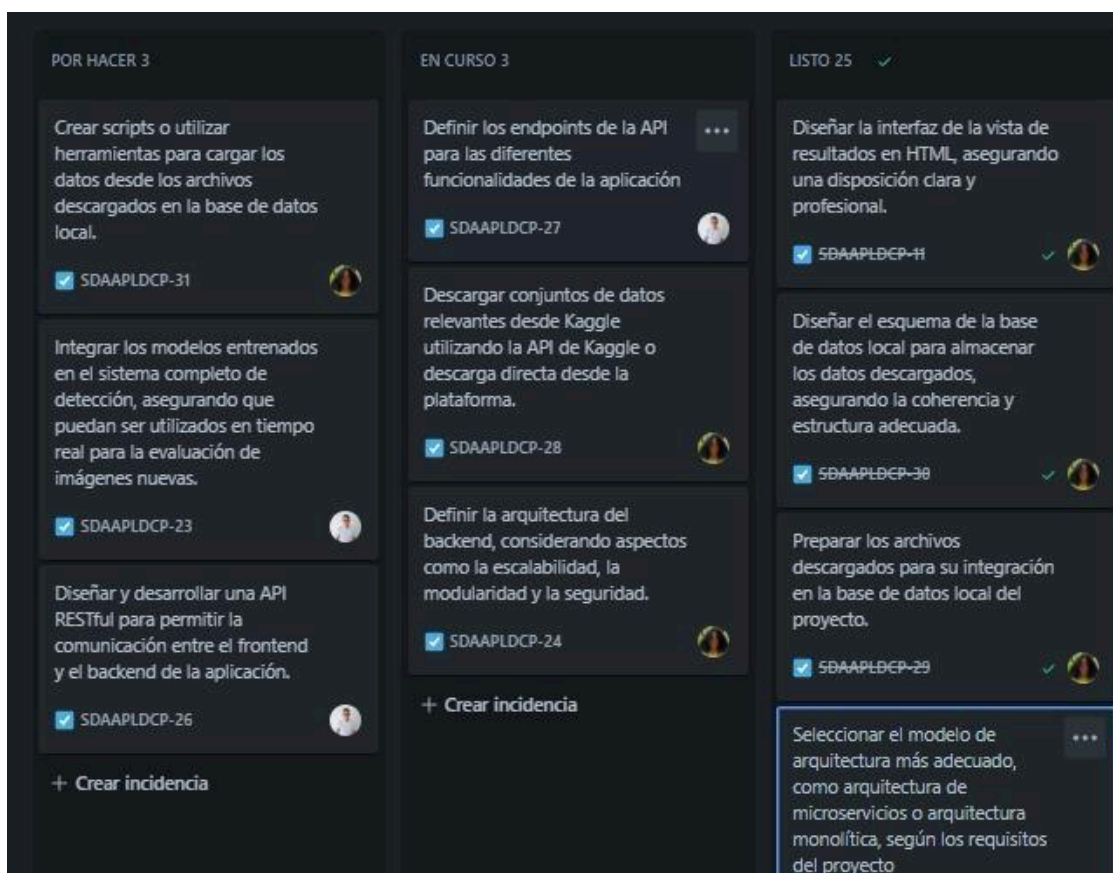 POR HACER 3
Crear scripts o utilizar
herramientas para cargar los
datos desde los archivos
descargados en la base de datos
local.
SDAAPLDCP-31
Integrar los modelos entrenados
en el sistema completo de
detección, asegurando que
puedan ser utilizados en tiempo
real para la evaluación de
imágenes nuevas.
SDAAPLDCP-23
Diseñar y desarrollar una API
RESTful para permitir la
comunicación entre el frontend
y el backend de la aplicación.
SDAAPLDCP-26
+ Crear incidencia
EN CURSO 3
Definir los endpoints de la API
para las diferentes
funcionalidades de la aplicación
SDAAPLDCP-27
Descargar conjuntos de datos
relevantes desde Kaggle
utilizando la API de Kaggle o
descarga directa desde la
plataforma.
SDAAPLDCP-28
Definir la arquitectura del
backend, considerando aspectos
como la escalabilidad, la
modularidad y la seguridad.
SDAAPLDCP-24
+ Crear incidencia
LISTO 25
Diseñar la interfaz de la vista de
resultados en HTML, asegurando
una disposición clara y
profesional.
SDAAPLDCP-11
Diseñar el esquema de la base
de datos local para almacenar
los datos descargados,
asegurando la coherencia y
estructura adecuada.
SDAAPLDCP-30
Preparar los archivos
descargados para su integración
en la base de datos local del
proyecto.
SDAAPLDCP-29
Seleccionar el modelo de
arquitectura más adecuado,
como arquitectura de
microservicios o arquitectura
monolítica, según los requisitos
del proyecto